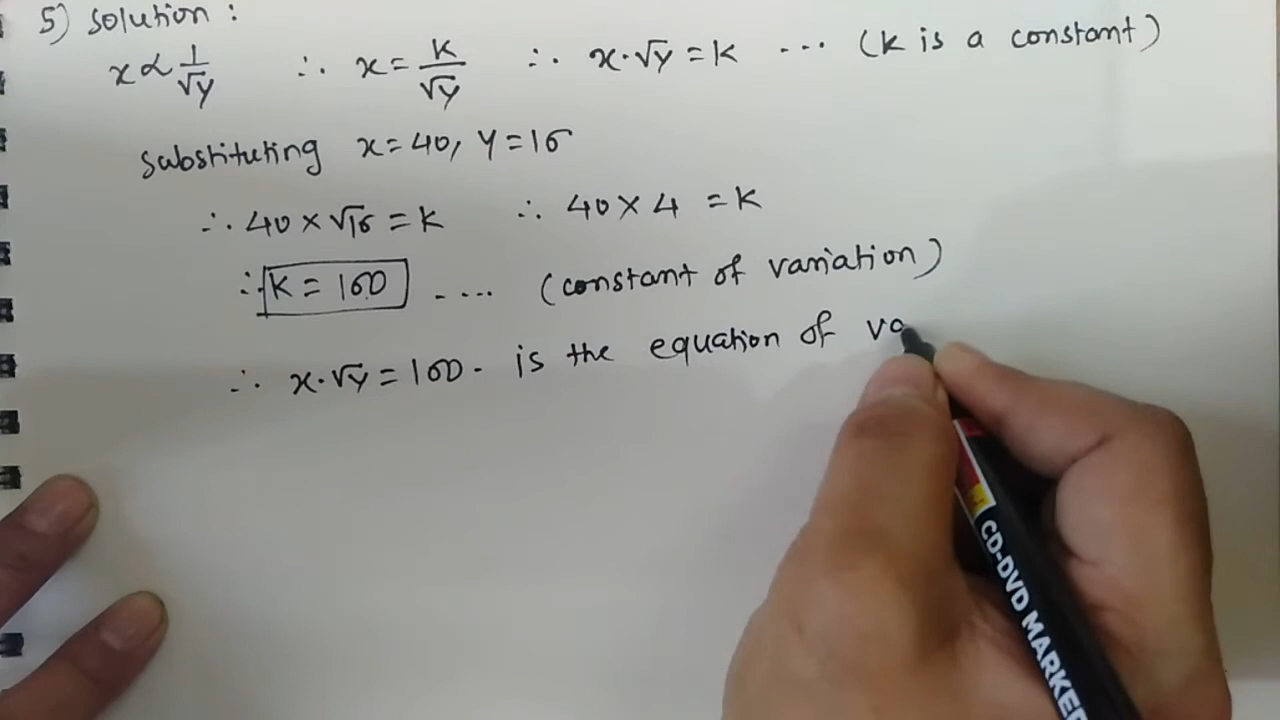 5) Solution :
x ∝ 1/√y ∴ x = k/√y ∴ x·√y = k ... (k is a constant)
Substituting x = 40, y = 16
∴ 40 × √16 = k ∴ 40 × 4 = k
∴ k = 160 .... (constant of variation)
∴ x·√y = 160 - is the equation of va
CD-DVD MARKER